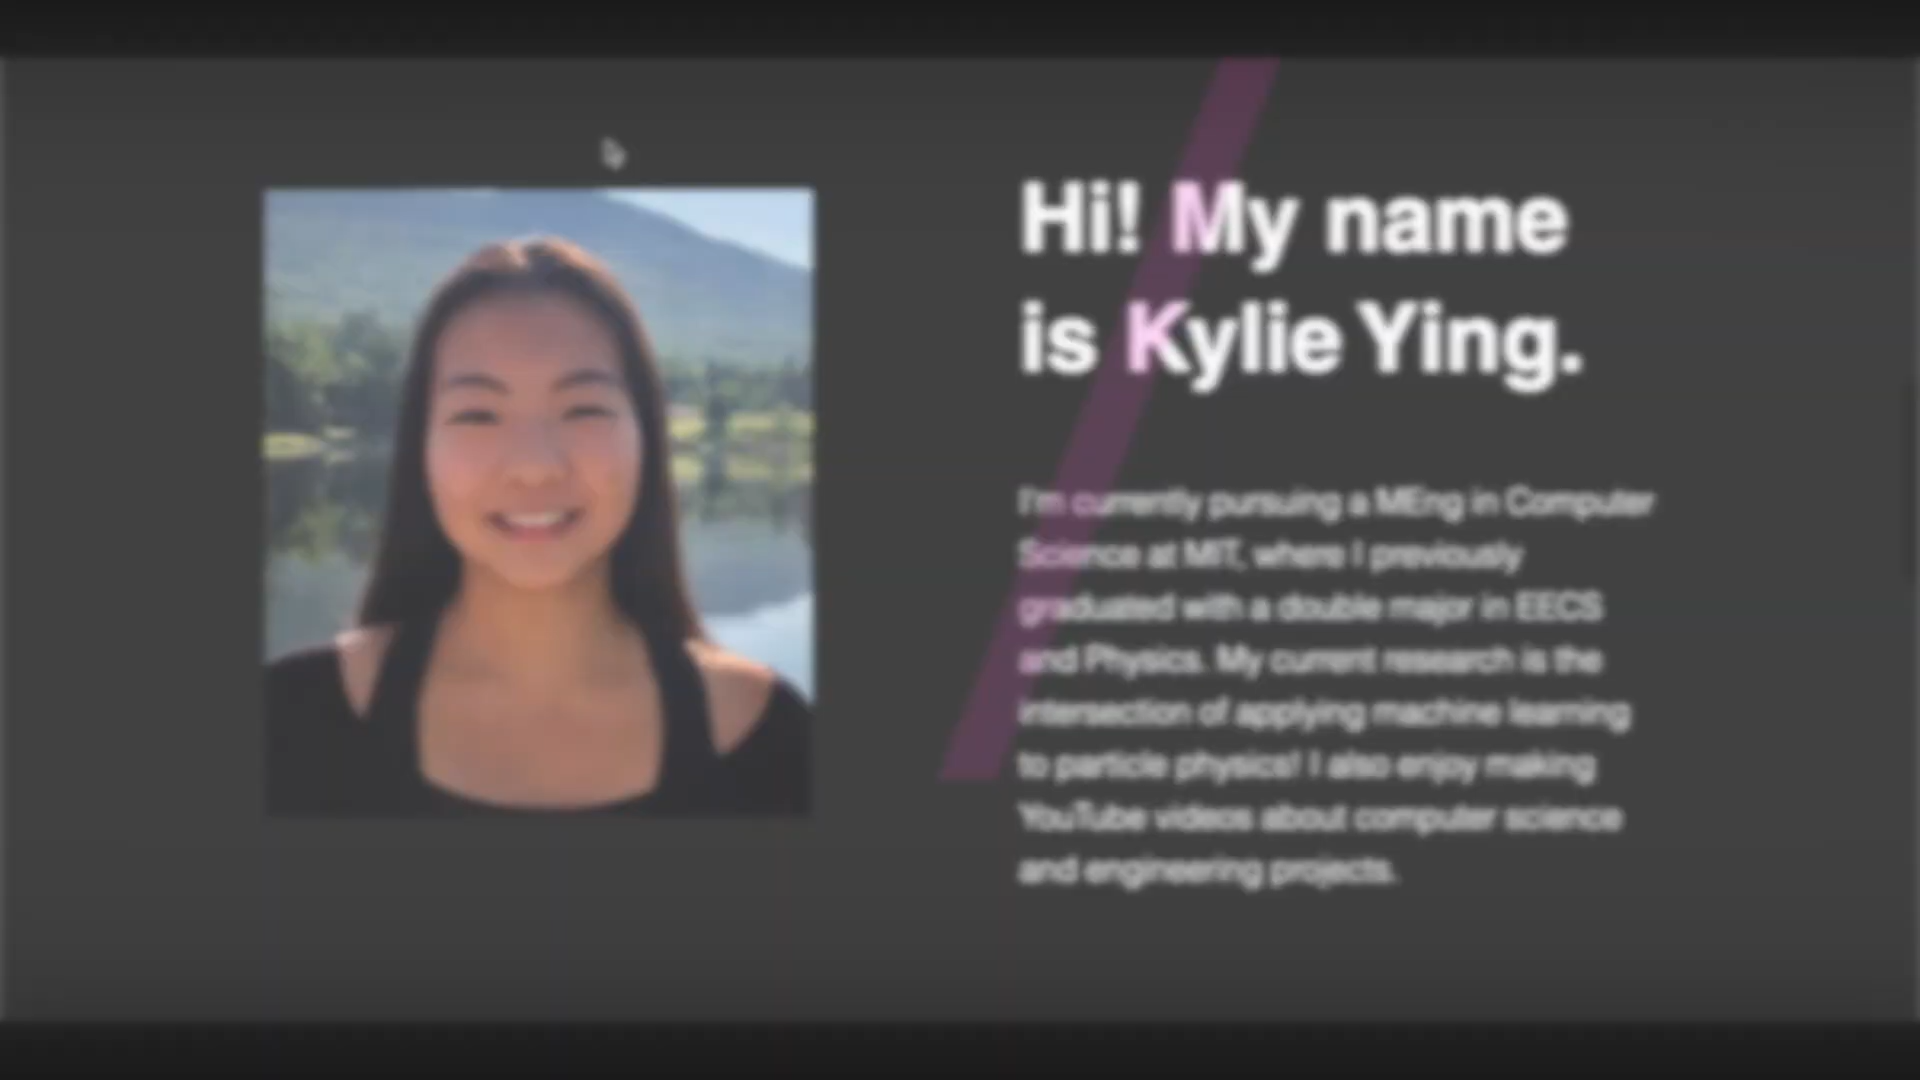 Hi! My name
is Kylie Ying.
I'm currently pursuing a MEng in Computer
Science at MIT, where I previously
graduated with a double major in EECS
and Physics. My current research is the
intersection of applying machine learning
to particle physics! I also enjoy making
YouTube videos about computer science
and engineering projects.